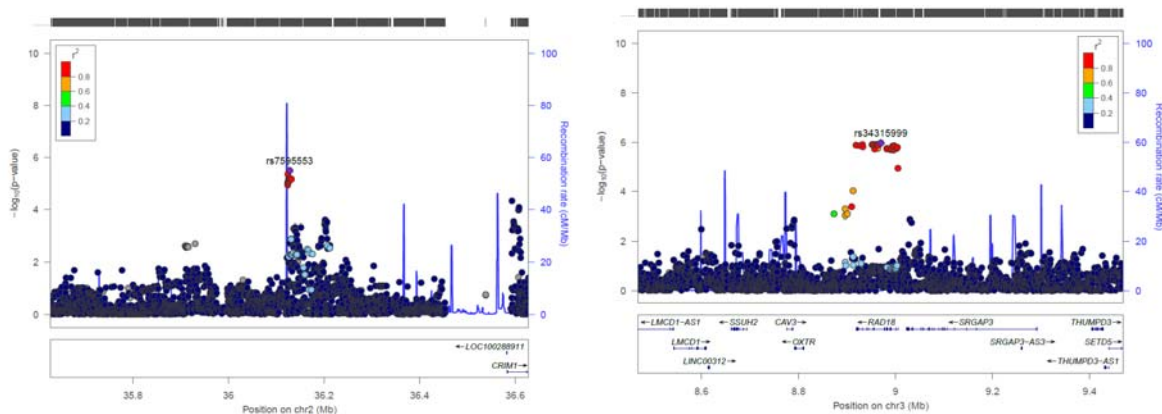 10
8
6
4
2
0
−log10(p-value)
r2
0.8
0.6
0.4
0.2
rs7595553
100
80
60
40
20
0
Recombination rate (cM/Mb)
←LOC100288911
CRIM1→
35.8
36
36.2
36.4
36.6
Position on chr2 (Mb)
10
8
6
4
2
0
−log10(p-value)
rs34315999
r2
0.8
0.6
0.4
0.2
100
80
60
40
20
0
Recombination rate (cM/Mb)
←LMCD1−AS1
←SSUH2
CAV3→
←RAD18
←SRGAP3
THUMPD3→
LMCD1→
←OXTR
SRGAP3−AS3→
SETD5→
LINC00312→
←THUMPD3−AS1
8.6
8.8
9
9.2
9.4
Position on chr3 (Mb)